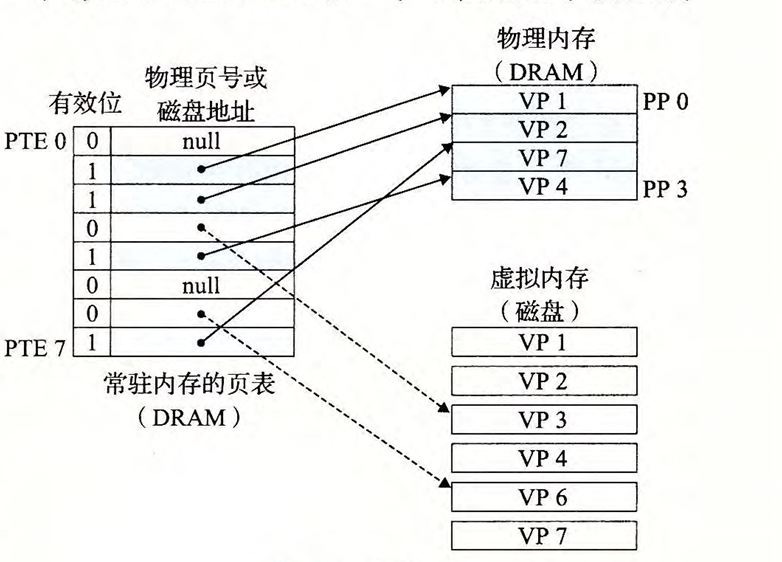 物理页号或
磁盘地址
有效位
PTE 0
0
null
1
1
0
1
0
null
0
PTE 7
1
常驻内存的页表
（DRAM）
物理内存
（DRAM）
VP 1
PP 0
VP 2
VP 7
VP 4
PP 3
虚拟内存
（磁盘）
VP 1
VP 2
VP 3
VP 4
VP 6
VP 7